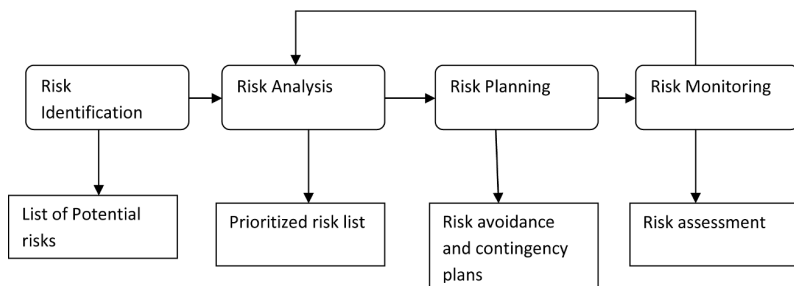 Risk
Identification
Risk Analysis
Risk Planning
Risk Monitoring
List of Potential
risks
Prioritized risk list
Risk avoidance
and contingency
plans
Risk assessment